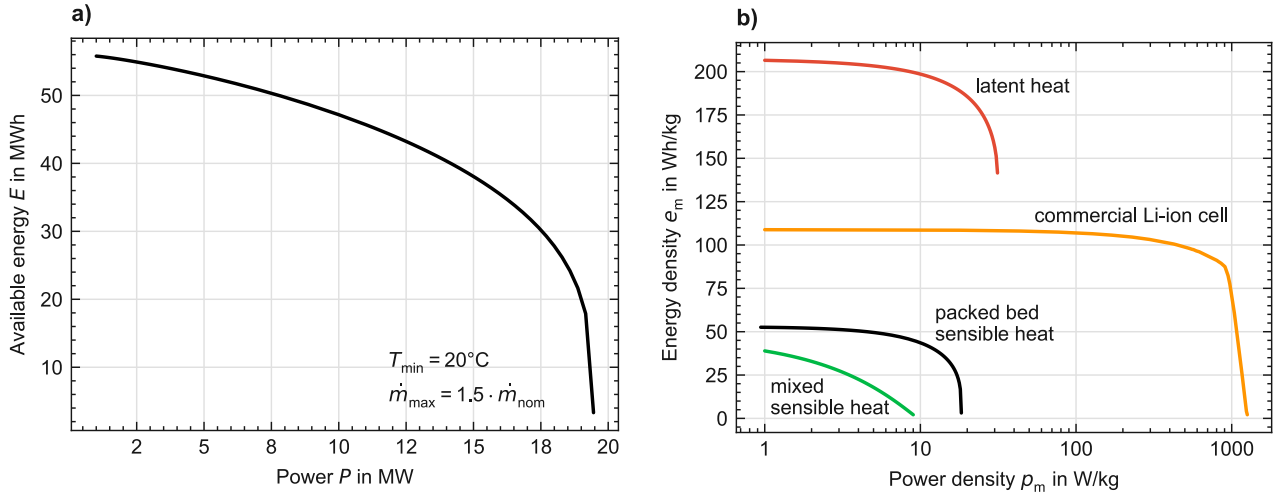 a)
50
40
30
20
10
2
5
8
10
12
15
18
20
Available energy E in MWh
Power P in MW
T_min = 20°C
ṁ_max = 1.5 · ṁ_nom
b)
200
175
150
125
100
75
50
25
0
1
10
100
1000
Energy density e_m in Wh/kg
Power density p_m in W/kg
latent heat
commercial Li-ion cell
packed bed
sensible heat
mixed
sensible heat